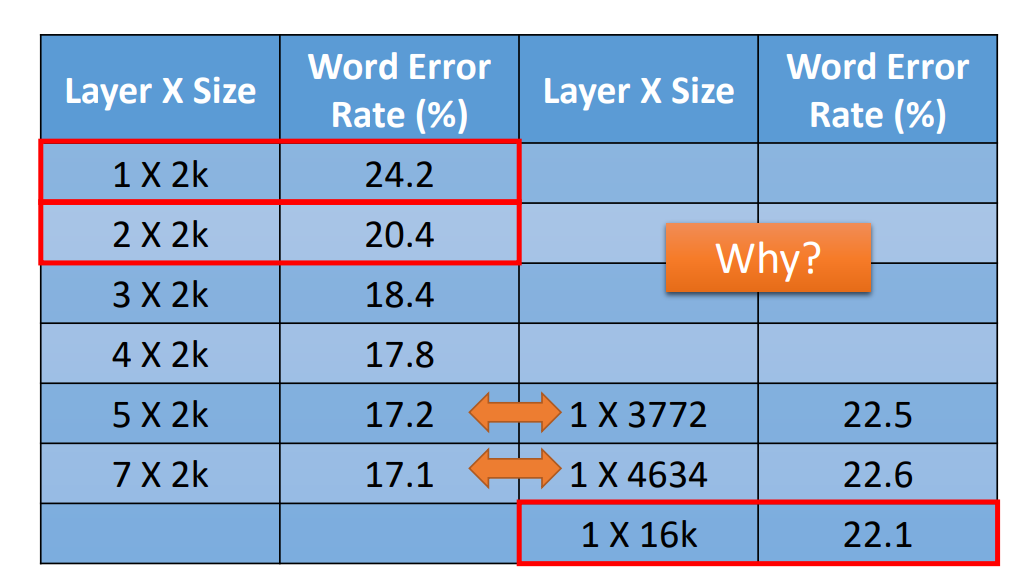 Layer X Size
Word Error
Rate (%)
Layer X Size
Word Error
Rate (%)
1 X 2k 24.2
2 X 2k 20.4
Why?
3 X 2k 18.4
4 X 2k 17.8
5 X 2k 17.2 1 X 3772 22.5
7 X 2k 17.1 1 X 4634 22.6
1 X 16k 22.1